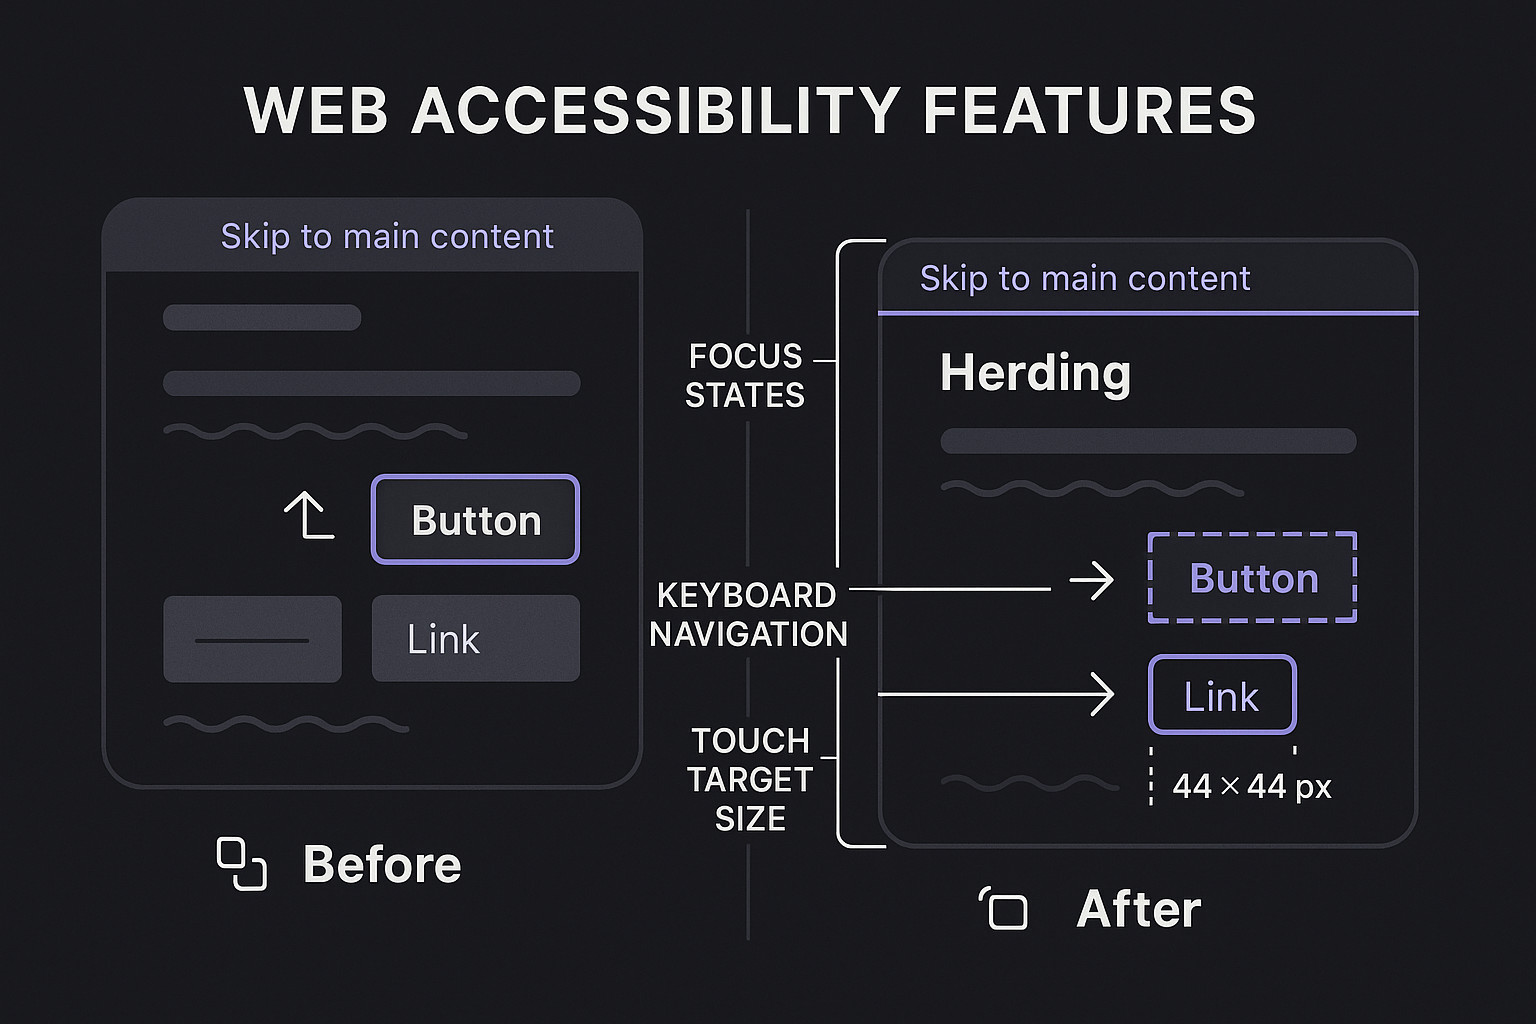 WEB ACCESSIBILITY FEATURES
Skip to main content
Button
Link
Before
FOCUS
STATES
KEYBOARD
NAVIGATION
TOUCH
TARGET
SIZE
Skip to main content
Herding
Button
Link
44 × 44 px
After